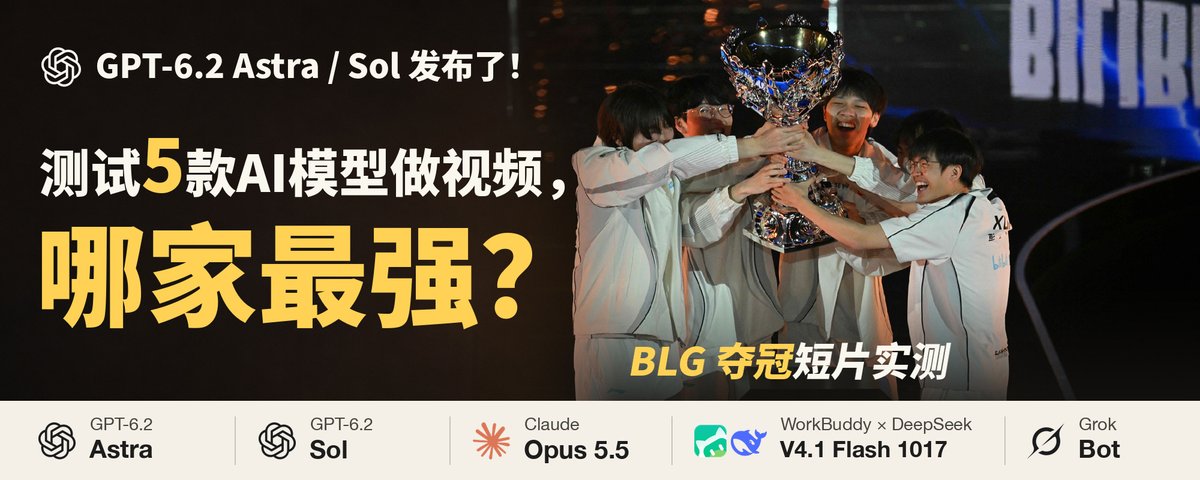 GPT-6.2 Astra / Sol 发布了!
测试5款AI模型做视频,
哪家最强?
BLG 夺冠短片实测
GPT-6.2
Astra
GPT-6.2
Sol
Claude
Opus 5.5
WorkBuddy × DeepSeek
V4.1 Flash 1017
Grok
Bot